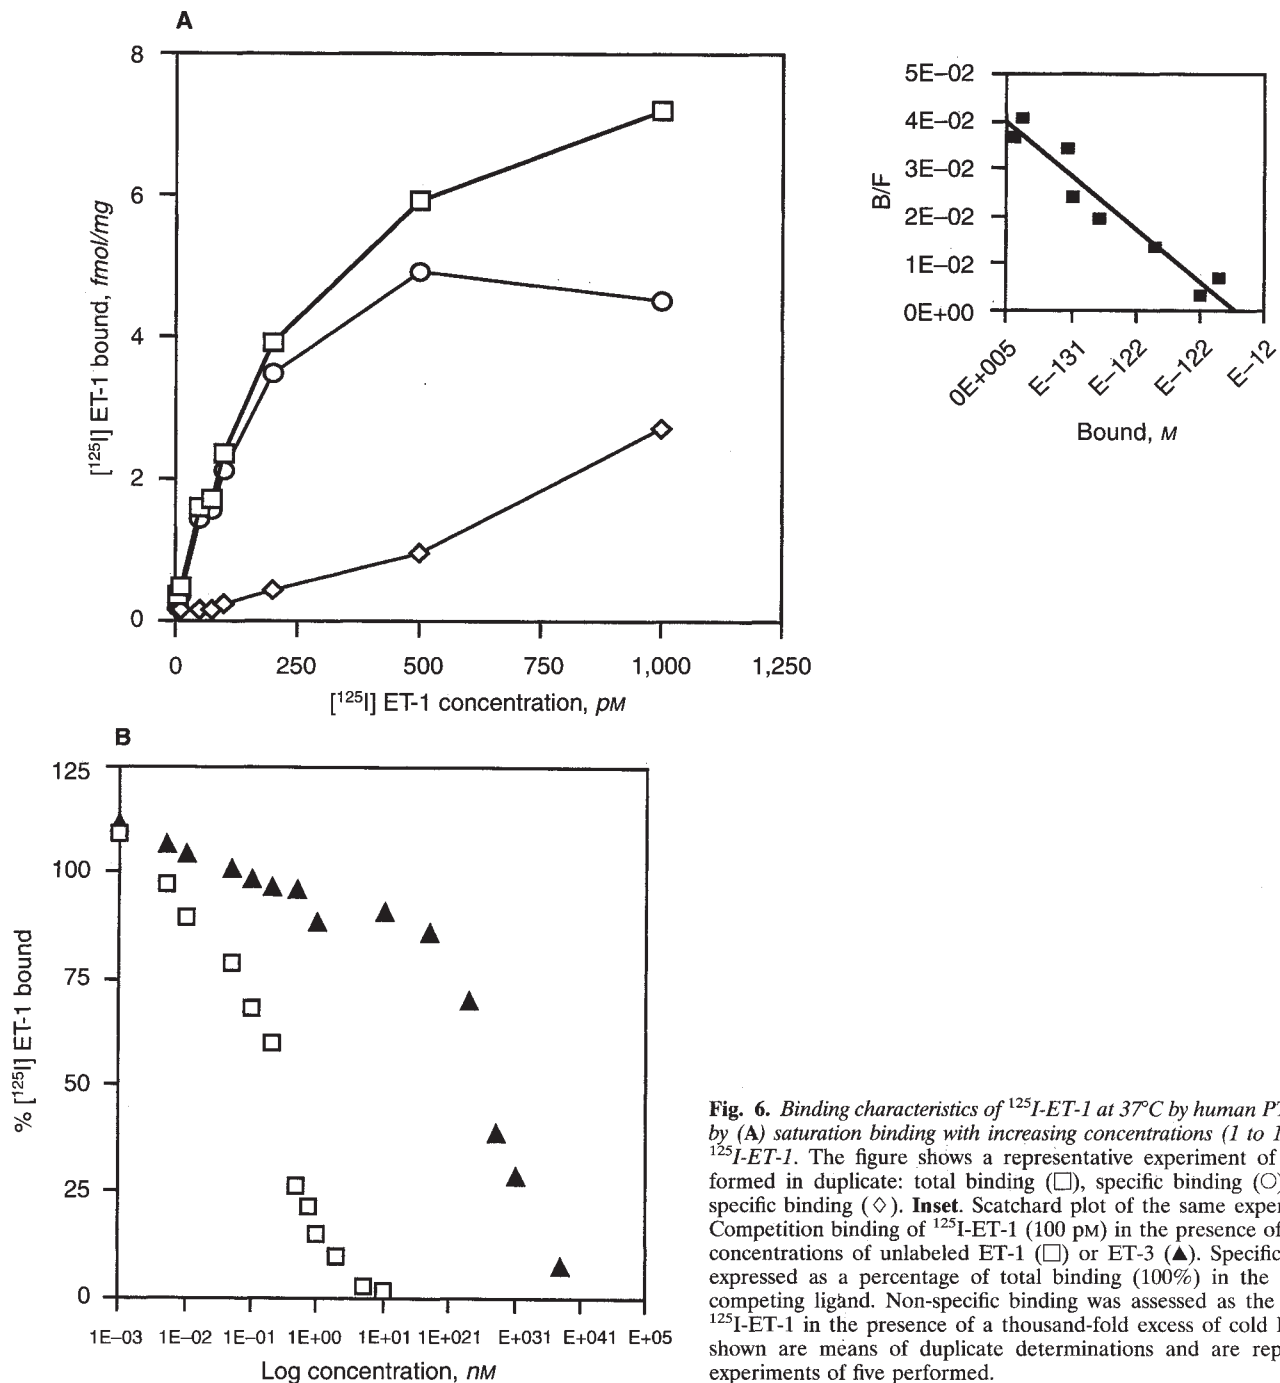 A
8
6
4
2
0
[¹²⁵I] ET-1 bound, fmol/mg
0 250 500 750 1,000 1,250
[¹²⁵I] ET-1 concentration, pM
5E–02
4E–02
3E–02
2E–02
1E–02
0E+00
B/F
0E+005 E–131 E–122 E–122 E–12
Bound, M
B
125
100
75
50
25
0
% [¹²⁵I] ET-1 bound
1E–03 1E–02 1E–01 1E+00 1E+01 1E+021 E+031 E+041 E+05
Log concentration, nM
Fig. 6. Binding characteristics of ¹²⁵I-ET-1 at 37°C by human
by (A) saturation binding with increasing concentrations (1 to
¹²⁵I-ET-1. The figure shows a representative experiment of
formed in duplicate: total binding (□), specific binding (○)
specific binding (◇). Inset. Scatchard plot of the same
Competition binding of ¹²⁵I-ET-1 (100 pM) in the presence of
concentrations of unlabeled ET-1 (□) or ET-3 (▲). Specific
expressed as a percentage of total binding (100%) in the
competing ligand. Non-specific binding was assessed as the
¹²⁵I-ET-1 in the presence of a thousand-fold excess of cold
shown are means of duplicate determinations and are
experiments of five performed.